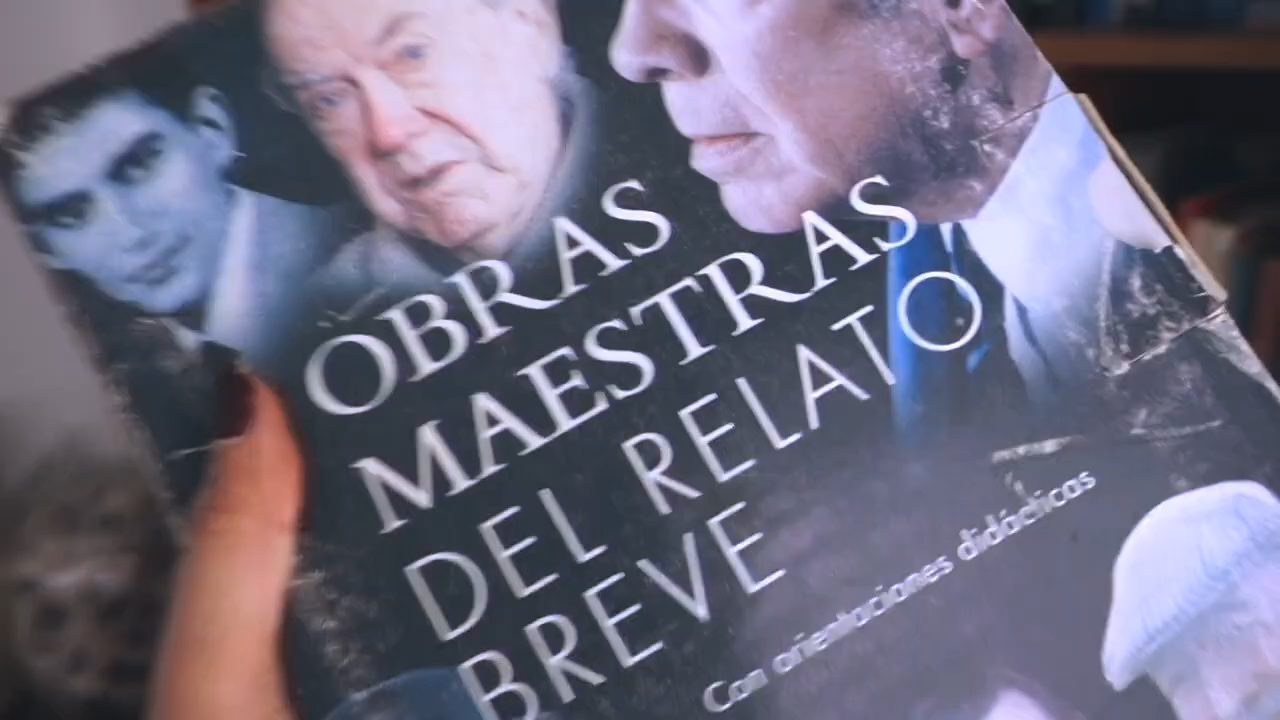 OBRAS
MAESTRAS
DEL RELATO
BREVE
Con orientaciones didácticas